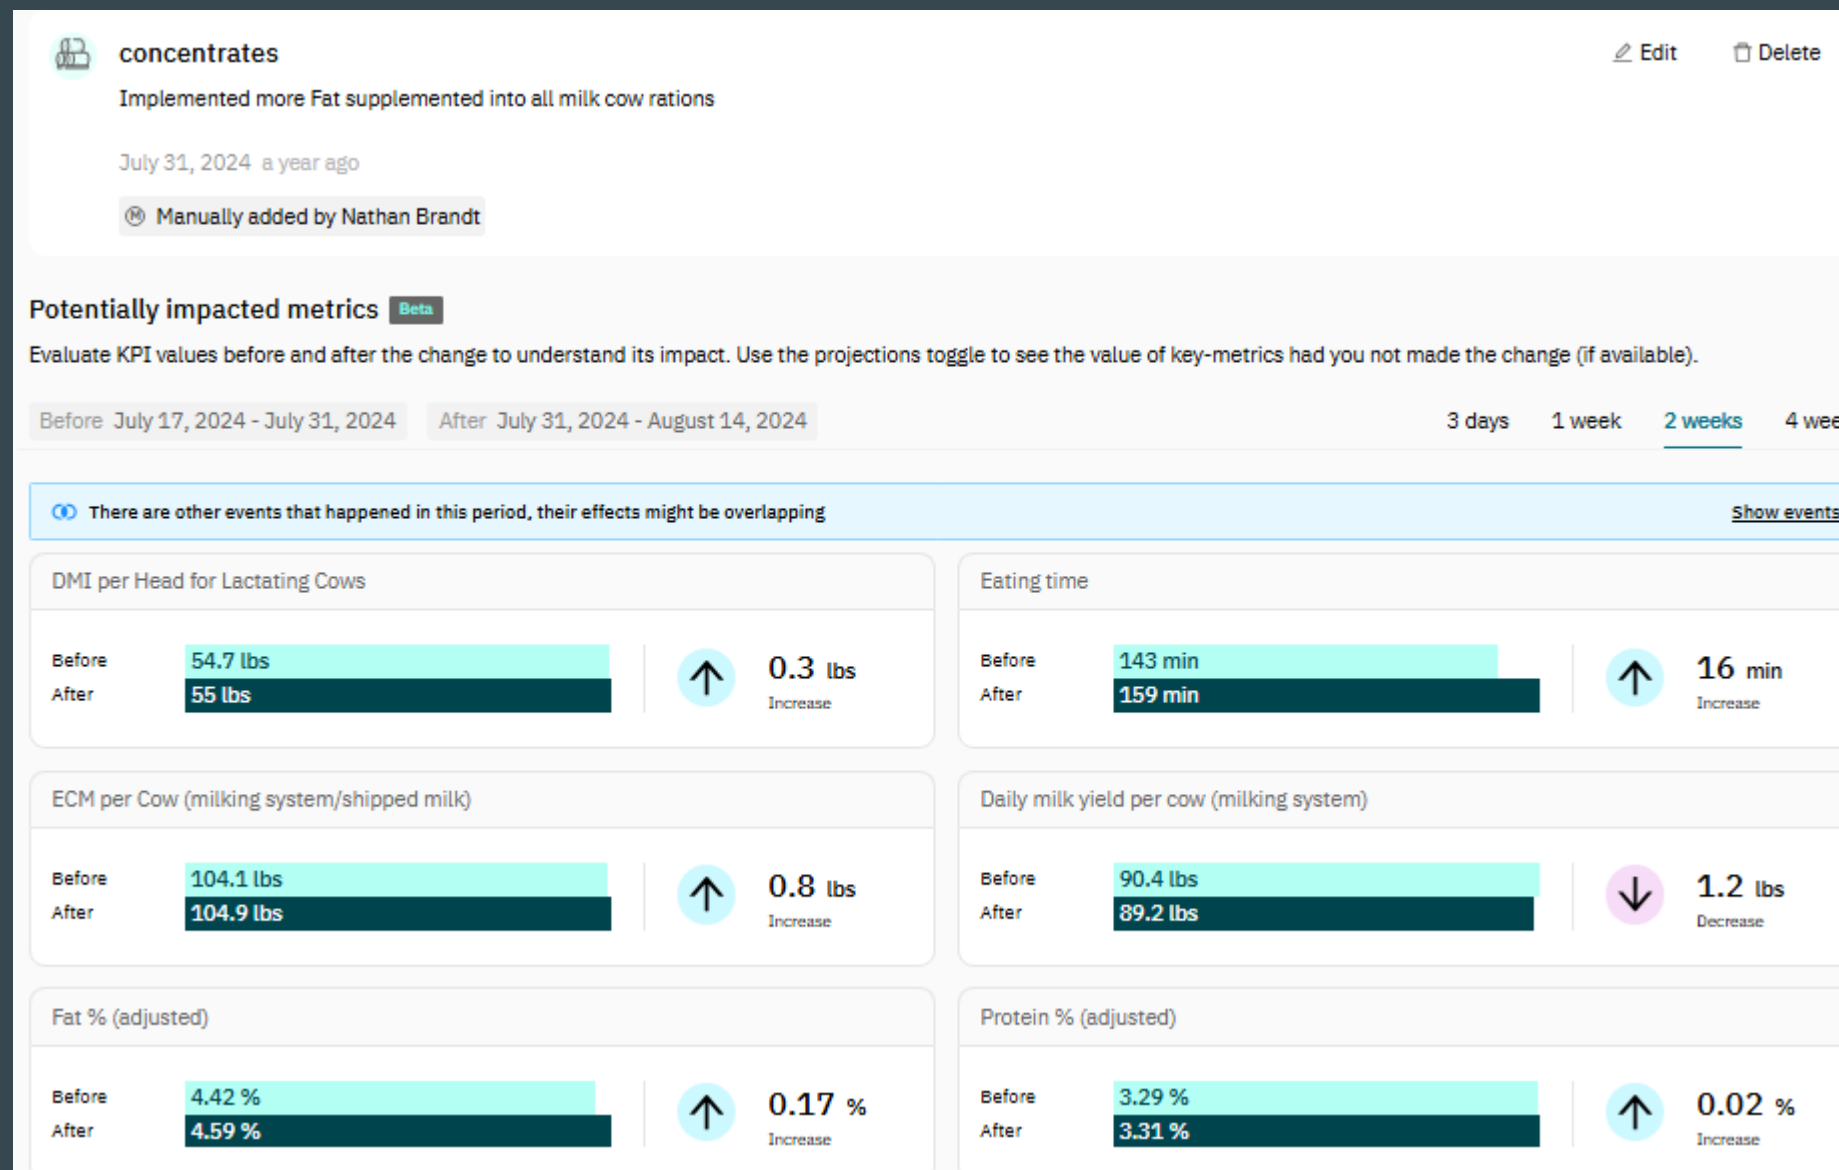 concentrates
Edit
Delete
Implemented more Fat supplemented into all milk cow rations
July 31, 2024 a year ago
Manually added by Nathan Brandt
Potentially impacted metrics Beta
Evaluate KPI values before and after the change to understand its impact. Use the projections toggle to see the value of key-metrics had you not made the change (if available).
Before July 17, 2024 - July 31, 2024
After July 31, 2024 - August 14, 2024
3 days
1 week
2 weeks
4 wee
There are other events that happened in this period, their effects might be overlapping
Show events
DMI per Head for Lactating Cows
Before 54.7 lbs
After 55 lbs
0.3 lbs
Increase
Eating time
Before 143 min
After 159 min
16 min
Increase
ECM per Cow (milking system/shipped milk)
Before 104.1 lbs
After 104.9 lbs
0.8 lbs
Increase
Daily milk yield per cow (milking system)
Before 90.4 lbs
After 89.2 lbs
1.2 lbs
Decrease
Fat % (adjusted)
Before 4.42 %
After 4.59 %
0.17 %
Increase
Protein % (adjusted)
Before 3.29 %
After 3.31 %
0.02 %
Increase